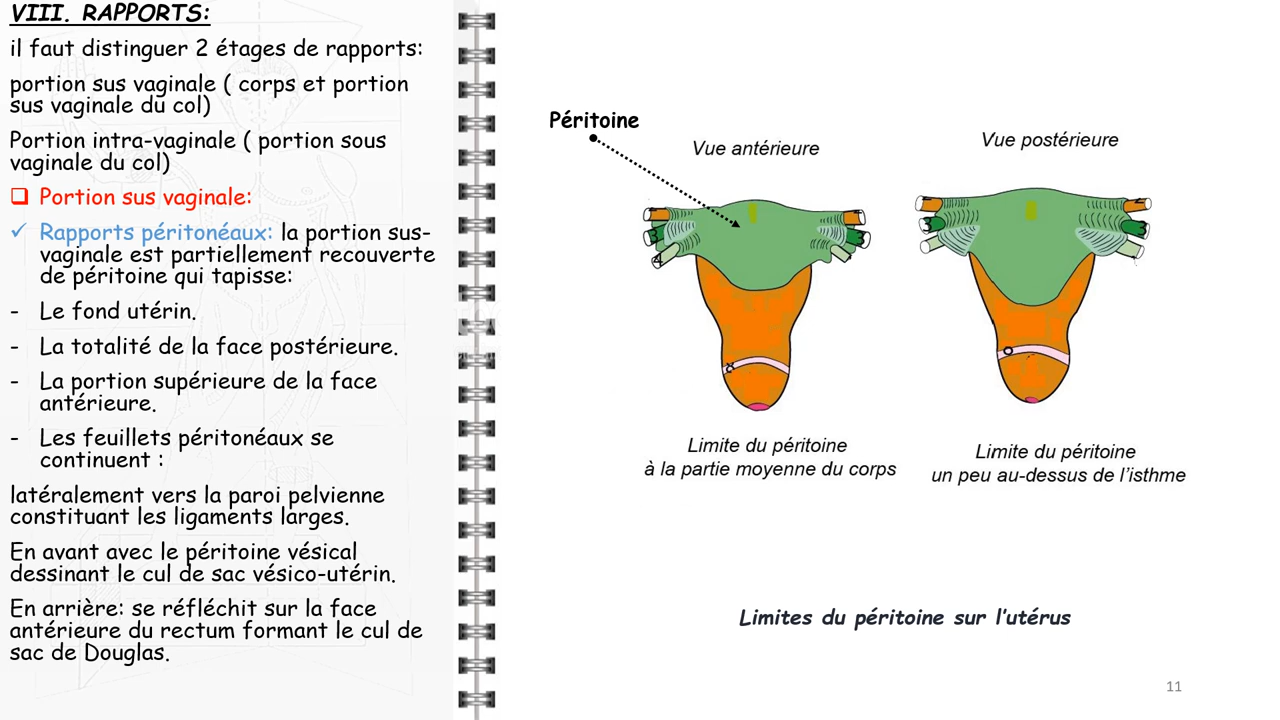 VIII. RAPPORTS:
il faut distinguer 2 étages de rapports:
portion sus vaginale ( corps et portion
sus vaginale du col)
Portion intra-vaginale ( portion sous
vaginale du col)
Portion sus vaginale:
Rapports péritonéaux: la portion sus-
vaginale est partiellement recouverte
de péritoine qui tapisse:
- Le fond utérin.
- La totalité de la face postérieure.
- La portion supérieure de la face
antérieure.
- Les feuillets péritonéaux se
continuent :
latéralement vers la paroi pelvienne
constituant les ligaments larges.
En avant avec le péritoine vésical
dessinant le cul de sac vésico-utérin.
En arrière: se réfléchit sur la face
antérieure du rectum formant le cul de
sac de Douglas.
Péritoine
Vue antérieure
Vue postérieure
Limite du péritoine
à la partie moyenne du corps
Limite du péritoine
un peu au-dessus de l'isthme
Limites du péritoine sur l'utérus
11